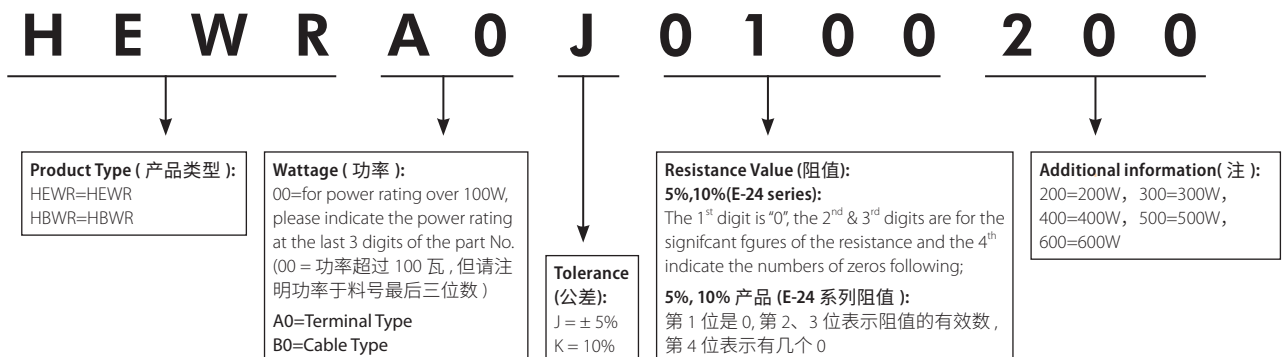 H E W R A 0 J 0 1 0 0 2 0 0
Product Type ( 产品类型 ):
HEWR=HEWR
HBWR=HBWR
Wattage ( 功率 ):
00=for power rating over 100W,
please indicate the power rating
at the last 3 digits of the part No.
(00 = 功率超过 100 瓦 , 但请注
明功率于料号最后三位数 )
A0=Terminal Type
B0=Cable Type
Tolerance
(公差):
J = ± 5%
K = 10%
Resistance Value (阻值):
5%,10%(E-24 series):
The 1st digit is "0", the 2nd & 3rd digits are for the
signifcant fgures of the resistance and the 4th
indicate the numbers of zeros following;
5%, 10% 产品 (E-24 系列阻值 ):
第 1 位是 0, 第 2、3 位表示阻值的有效数 ,
第 4 位表示有几个 0
Additional information( 注 ):
200=200W，300=300W，
400=400W，500=500W，
600=600W